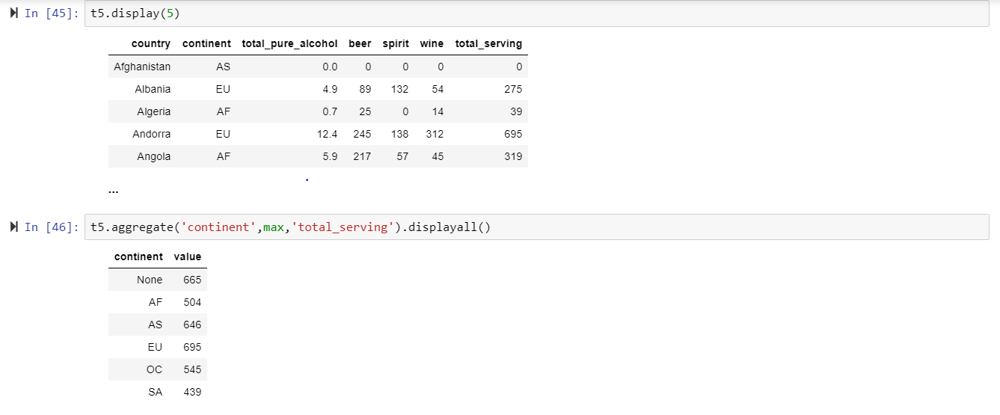 In [45]: t5.display(5)
country continent total_pure_alcohol beer spirit wine total_serving
Afghanistan AS 0.0 0 0 0 0
Albania EU 4.9 89 132 54 275
Algeria AF 0.7 25 0 14 39
Andorra EU 12.4 245 138 312 695
Angola AF 5.9 217 57 45 319
...
In [46]: t5.aggregate('continent',max,'total_serving').displayall()
continent value
None 665
AF 504
AS 646
EU 695
OC 545
SA 439